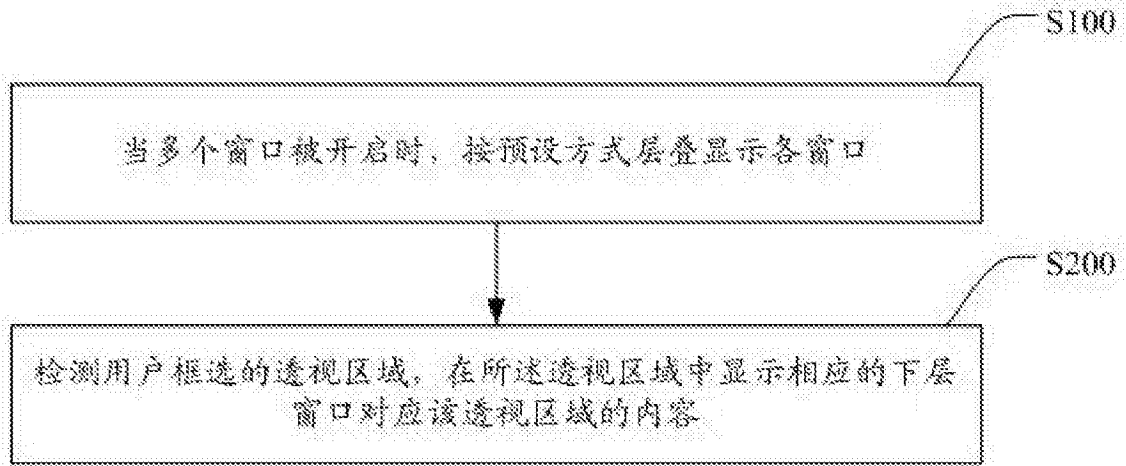 S100
当多个窗口被开启时，按预设方式层叠显示各窗口
S200
检测用户框选的透视区域，在所述透视区域中显示相应的下层
窗口对应该透视区域的内容